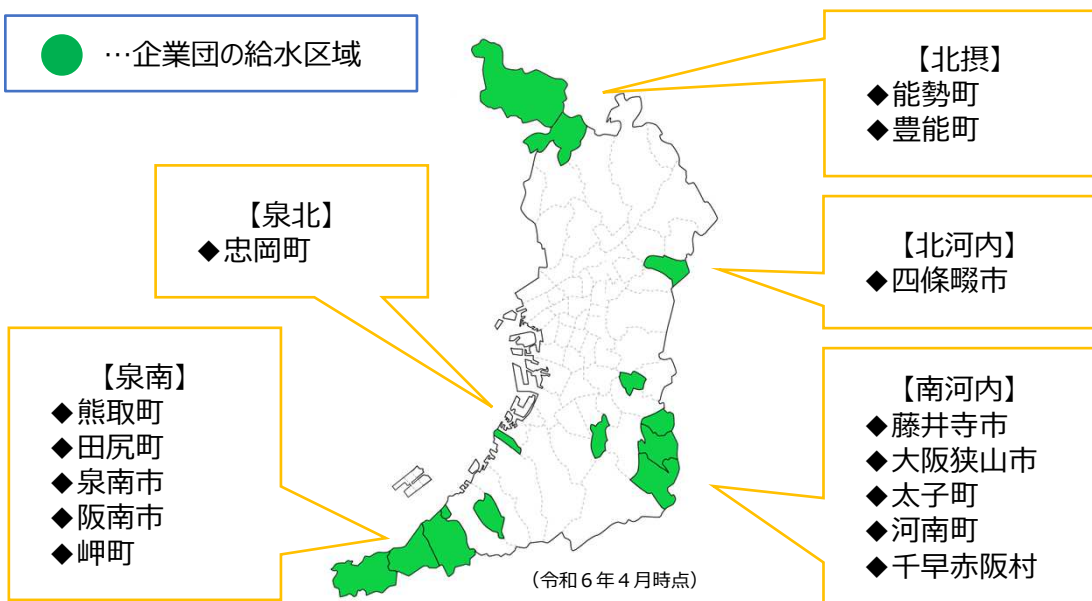 …企業団の給水区域
【北摂】
◆能勢町
◆豊能町
【泉北】
◆忠岡町
【北河内】
◆四條畷市
【泉南】
◆熊取町
◆田尻町
◆泉南市
◆阪南市
◆岬町
【南河内】
◆藤井寺市
◆大阪狭山市
◆太子町
◆河南町
◆千早赤阪村
(令和6年4月時点)